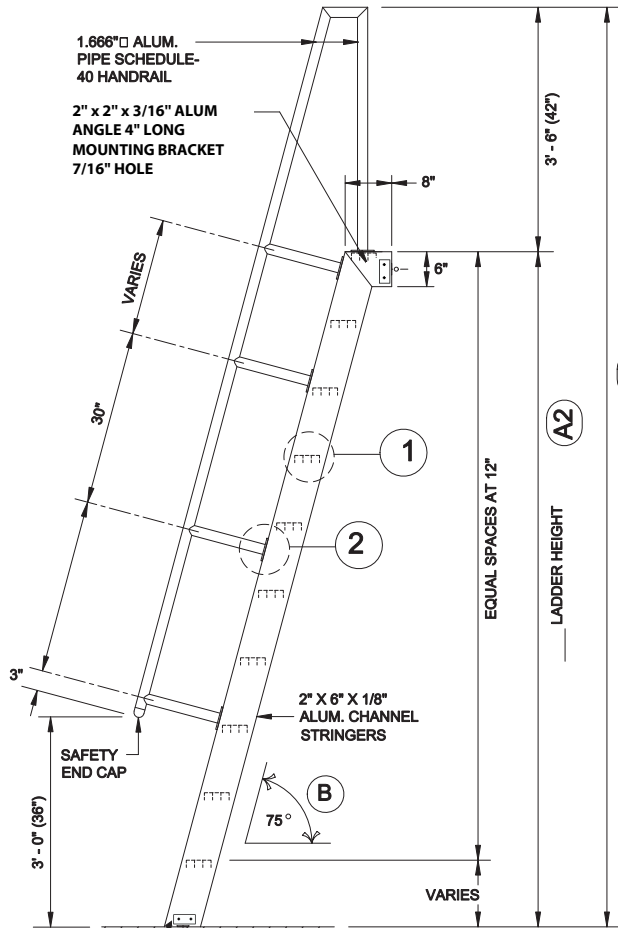 1.666"□ ALUM.
PIPE SCHEDULE-
40 HANDRAIL
2" x 2" x 3/16" ALUM
ANGLE 4" LONG
MOUNTING BRACKET
7/16" HOLE
3' - 6" (42")
8"
6"
VARIES
30"
1
2
A2
EQUAL SPACES AT 12"
LADDER HEIGHT
3"
2" X 6" X 1/8"
ALUM. CHANNEL
STRINGERS
SAFETY
END CAP
B
75°
3' - 0" (36")
VARIES